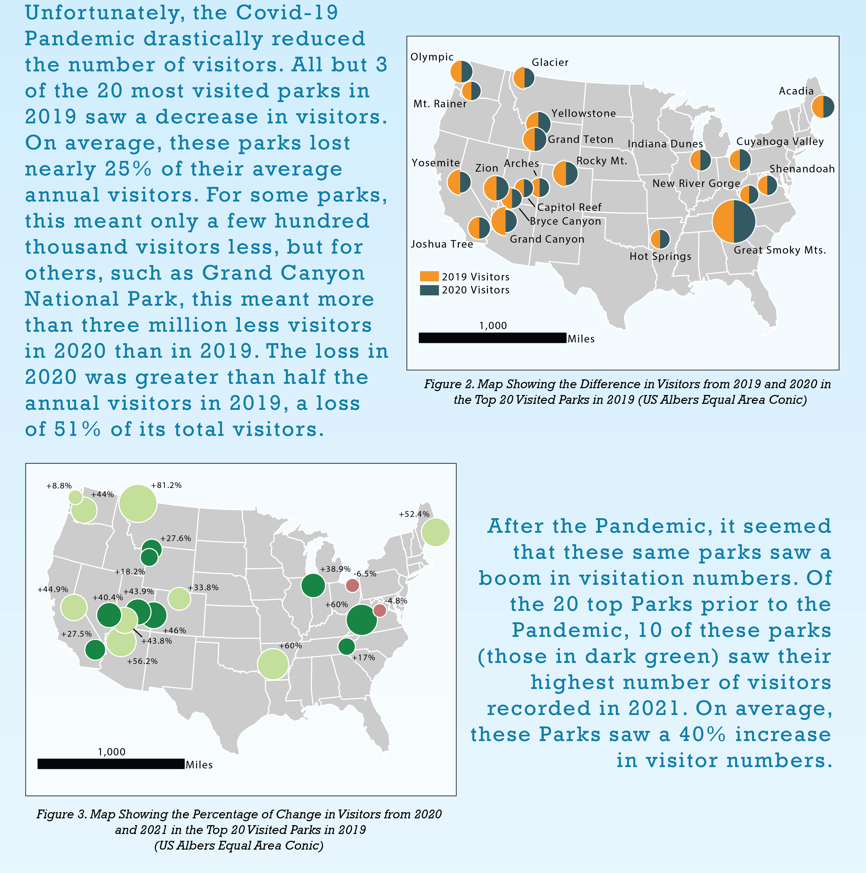 Unfortunately, the Covid-19
Pandemic drastically reduced
the number of visitors. All but 3
of the 20 most visited parks in
2019 saw a decrease in visitors.
On average, these parks lost
nearly 25% of their average
annual visitors. For some parks,
this meant only a few hundred
thousand visitors less, but for
others, such as Grand Canyon
National Park, this meant more
than three million less visitors
in 2020 than in 2019. The loss in
2020 was greater than half the
annual visitors in 2019, a loss
of 51% of its total visitors.
Olympic
Glacier
Mt. Rainer
Acadia
Yellowstone
Grand Teton
Indiana Dunes
Cuyahoga Valley
Yosemite
Zion
Arches
Rocky Mt.
Shenandoah
New River Gorge
Capitol Reef
Bryce Canyon
Joshua Tree
Grand Canyon
Hot Springs
Great Smoky Mts.
2019 Visitors
2020 Visitors
1,000
Miles
Figure 2. Map Showing the Difference in Visitors from 2019 and 2020 in
the Top 20 Visited Parks in 2019 (US Albers Equal Area Conic)
+8.8%
+44%
+81.2%
+52.4%
+27.6%
+18.2%
+38.9%
-6.5%
+44.9%
+40.4%
+43.9%
+33.8%
+60%
-4.8%
+27.5%
+46%
+43.8%
+56.2%
+60%
+17%
1,000
Miles
Figure 3. Map Showing the Percentage of Change in Visitors from 2020
and 2021 in the Top 20 Visited Parks in 2019
(US Albers Equal Area Conic)
After the Pandemic, it seemed
that these same parks saw a
boom in visitation numbers. Of
the 20 top Parks prior to the
Pandemic, 10 of these parks
(those in dark green) saw their
highest number of visitors
recorded in 2021. On average,
these Parks saw a 40% increase
in visitor numbers.